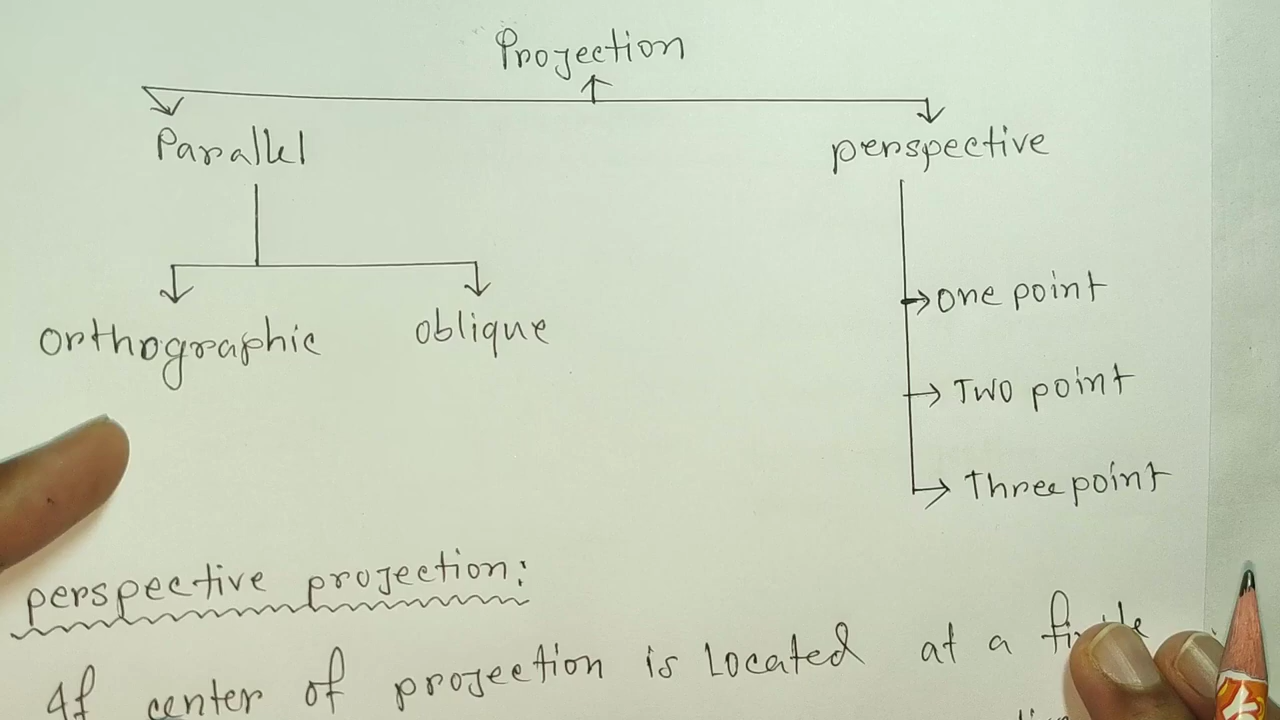 Projection
Parallel
perspective
orthographic
oblique
one point
Two point
Three point
perspective projection:
If center of projection is Located at a